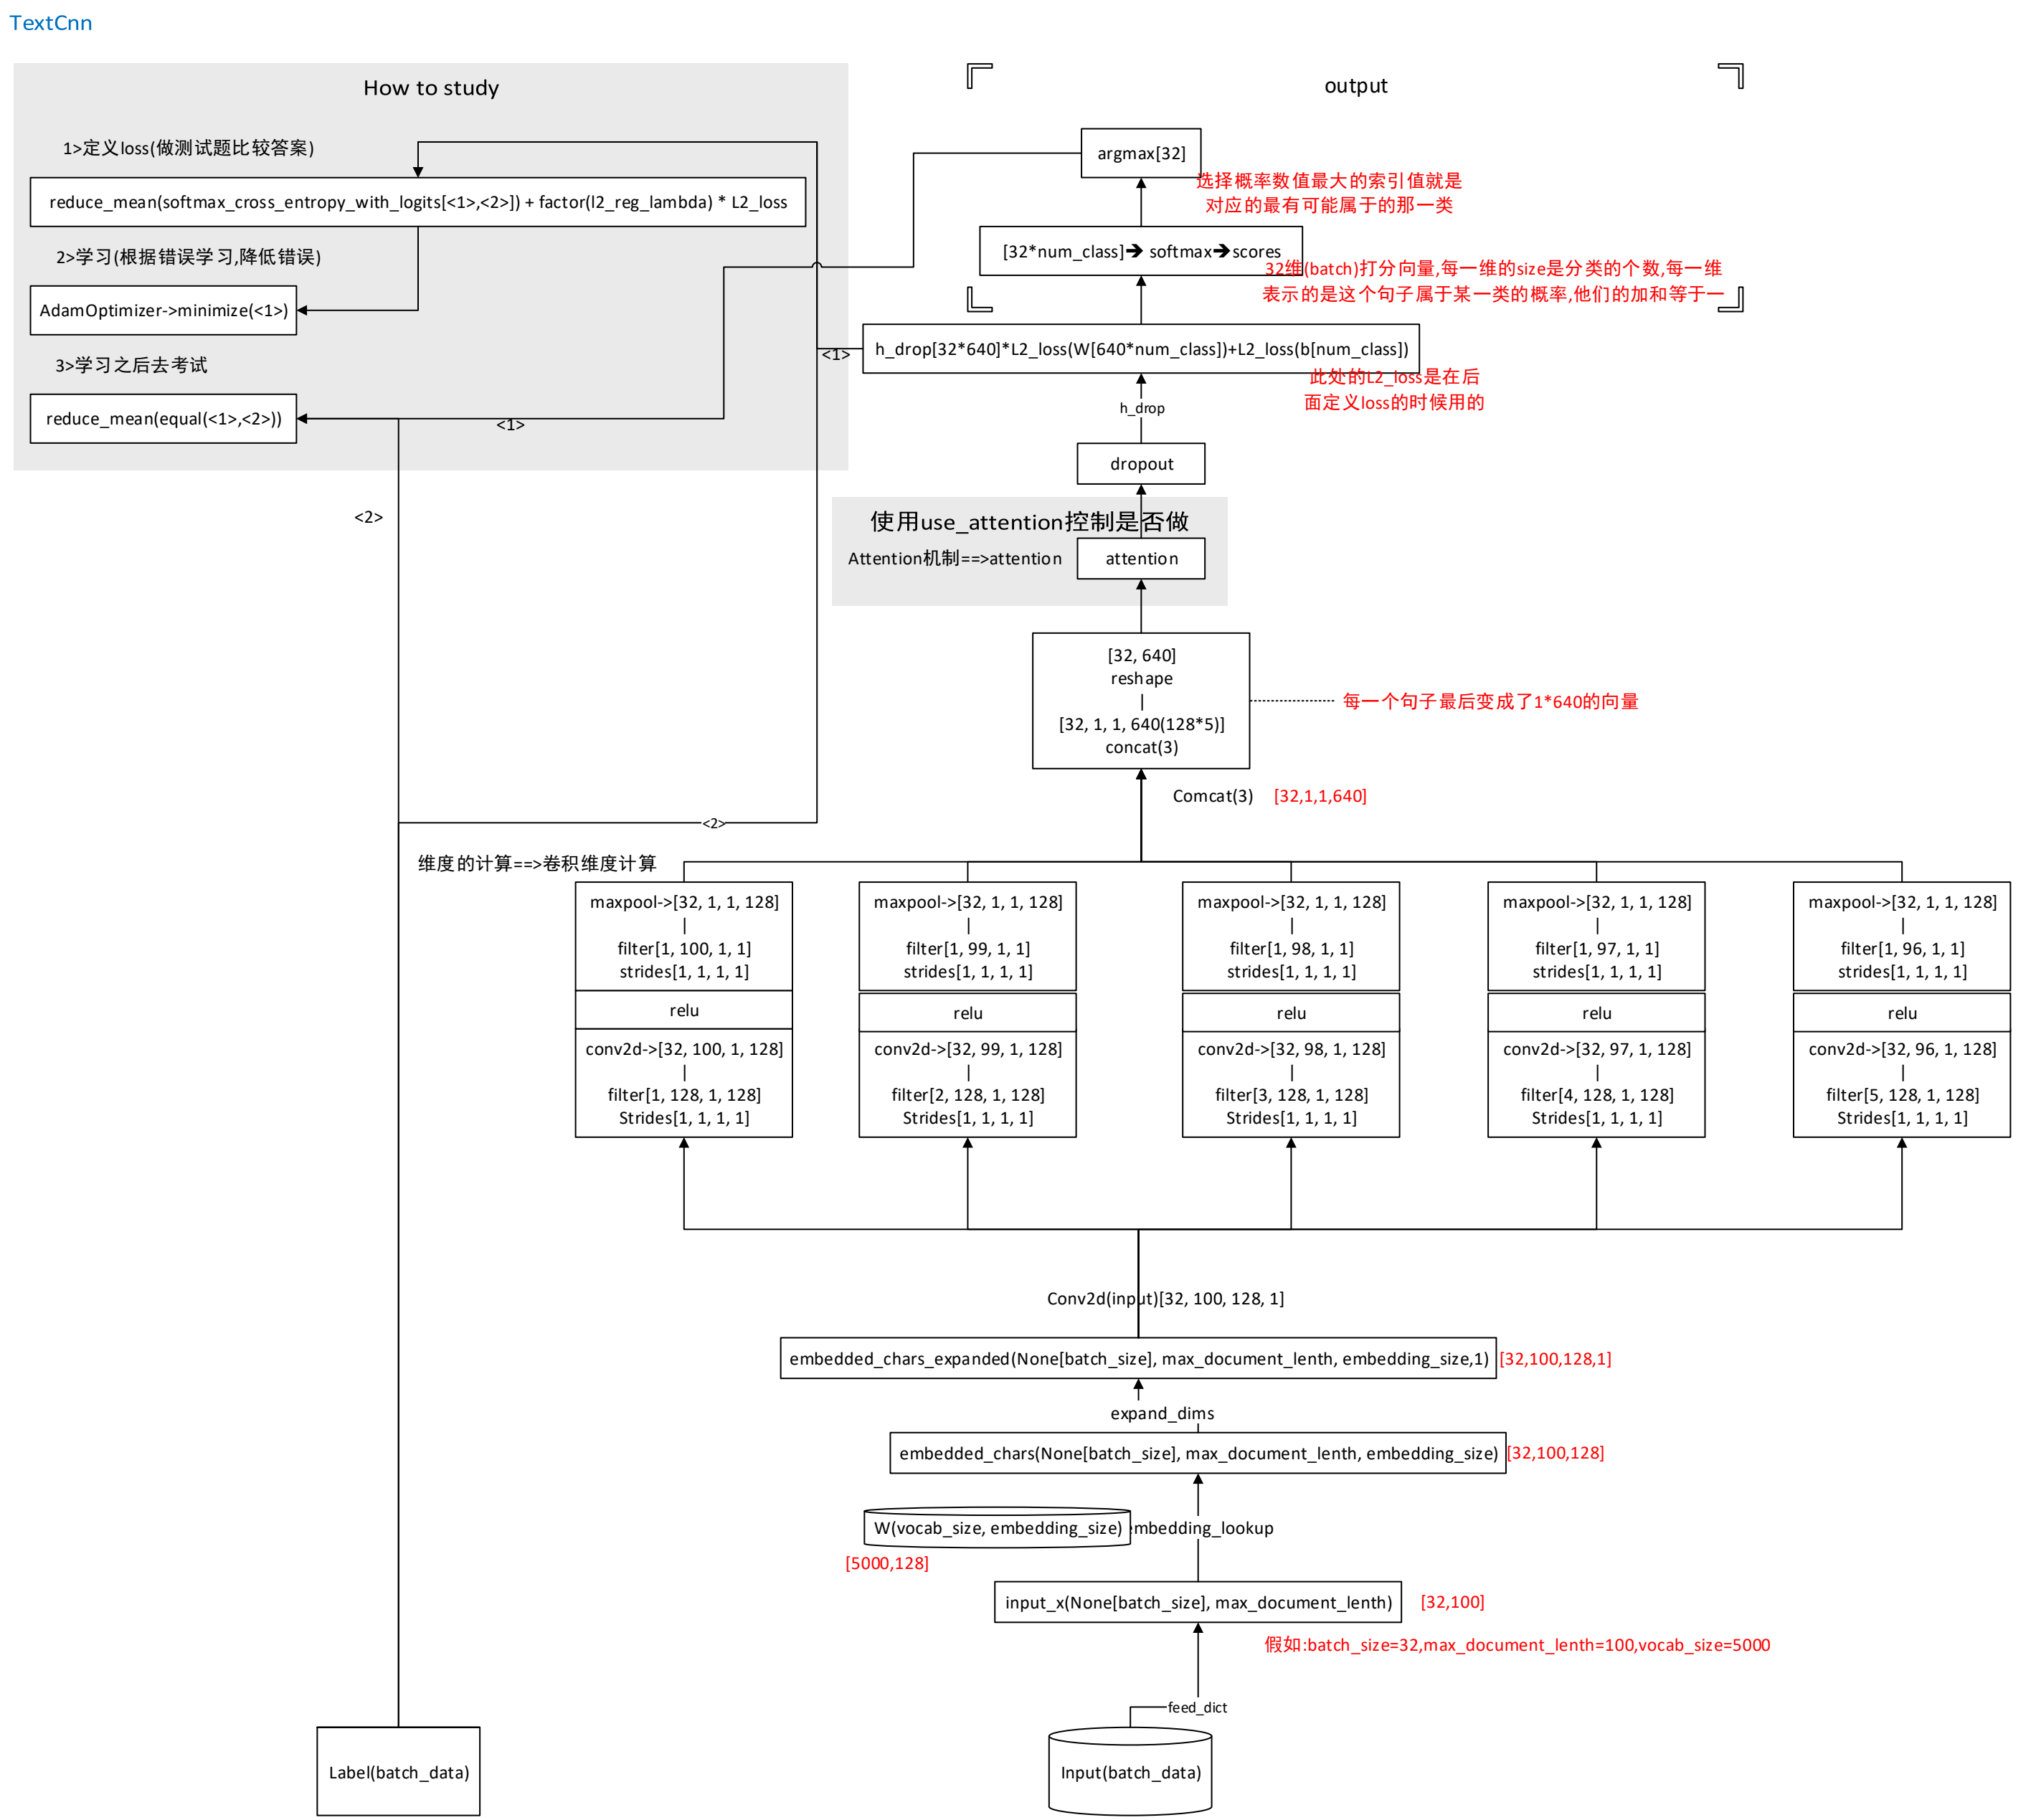 TextCnn
How to study
1>定义loss(做测试题比较答案)
reduce_mean(softmax_cross_entropy_with_logits[<1>,<2>]) + factor(l2_reg_lambda) * L2_loss
2>学习(根据错误学习,降低错误)
AdamOptimizer->minimize(<1>)
3>学习之后去考试
reduce_mean(equal(<1>,<2>))
<1>
<2>
output
argmax[32]
选择概率数值最大的索引值就是
对应的最有可能属于的那一类
[32*num_class]➔ softmax➔scores
32维(batch)打分向量,每一维的size是分类的个数,每一维
表示的是这个句子属于某一类的概率,他们的加和等于一
<1>
h_drop[32*640]*L2_loss(W[640*num_class])+L2_loss(b[num_class])
此处的L2_loss是在后
面定义loss的时候用的
h_drop
dropout
使用use_attention控制是否做
Attention机制==>attention
attention
[32, 640]
reshape
|
[32, 1, 1, 640(128*5)]
concat(3)
每一个句子最后变成了1*640的向量
Comcat(3)
[32,1,1,640]
<2>
维度的计算==>卷积维度计算
maxpool->[32, 1, 1, 128]
|
filter[1, 100, 1, 1]
strides[1, 1, 1, 1]
relu
conv2d->[32, 100, 1, 128]
|
filter[1, 128, 1, 128]
Strides[1, 1, 1, 1]
maxpool->[32, 1, 1, 128]
|
filter[1, 99, 1, 1]
strides[1, 1, 1, 1]
relu
conv2d->[32, 99, 1, 128]
|
filter[2, 128, 1, 128]
Strides[1, 1, 1, 1]
maxpool->[32, 1, 1, 128]
|
filter[1, 98, 1, 1]
strides[1, 1, 1, 1]
relu
conv2d->[32, 98, 1, 128]
|
filter[3, 128, 1, 128]
Strides[1, 1, 1, 1]
maxpool->[32, 1, 1, 128]
|
filter[1, 97, 1, 1]
strides[1, 1, 1, 1]
relu
conv2d->[32, 97, 1, 128]
|
filter[4, 128, 1, 128]
Strides[1, 1, 1, 1]
maxpool->[32, 1, 1, 128]
|
filter[1, 96, 1, 1]
strides[1, 1, 1, 1]
relu
conv2d->[32, 96, 1, 128]
|
filter[5, 128, 1, 128]
Strides[1, 1, 1, 1]
Conv2d(input)[32, 100, 128, 1]
embedded_chars_expanded(None[batch_size], max_document_lenth, embedding_size,1)
[32,100,128,1]
expand_dims
embedded_chars(None[batch_size], max_document_lenth, embedding_size)
[32,100,128]
W(vocab_size, embedding_size)
embedding_lookup
[5000,128]
input_x(None[batch_size], max_document_lenth)
[32,100]
假如:batch_size=32,max_document_lenth=100,vocab_size=5000
feed_dict
Label(batch_data)
Input(batch_data)